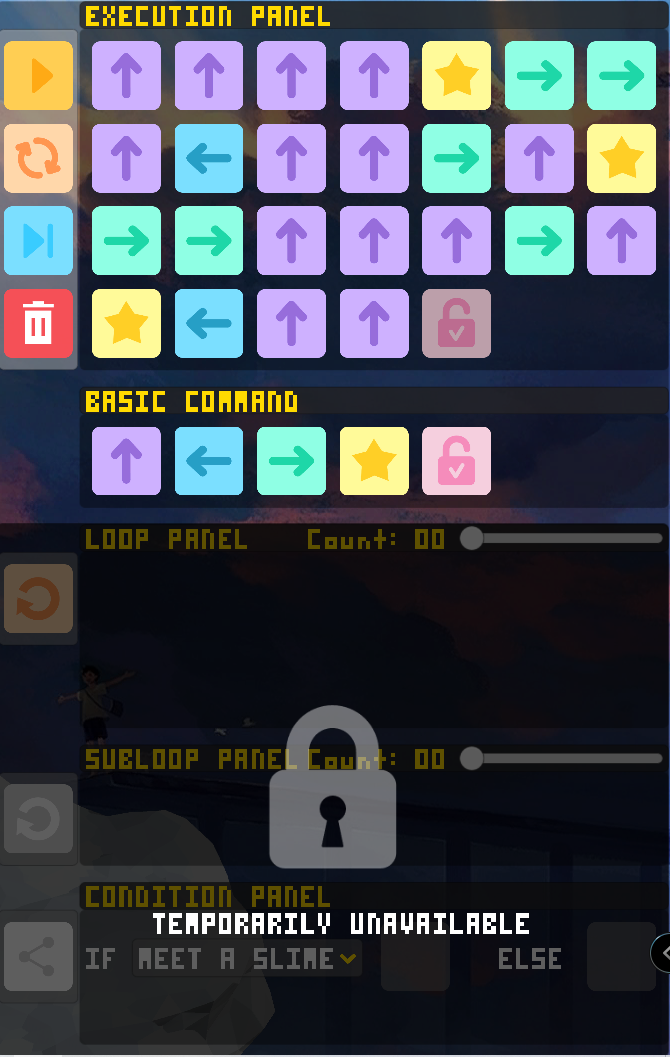 EXECUTION PANEL
BASIC COMMAND
LOOP PANEL Count: 00
SUBLOOP PANEL Count: 00
CONDITION PANEL
TEMPORARILY UNAVAILABLE
IF MEET A SLIME ELSE